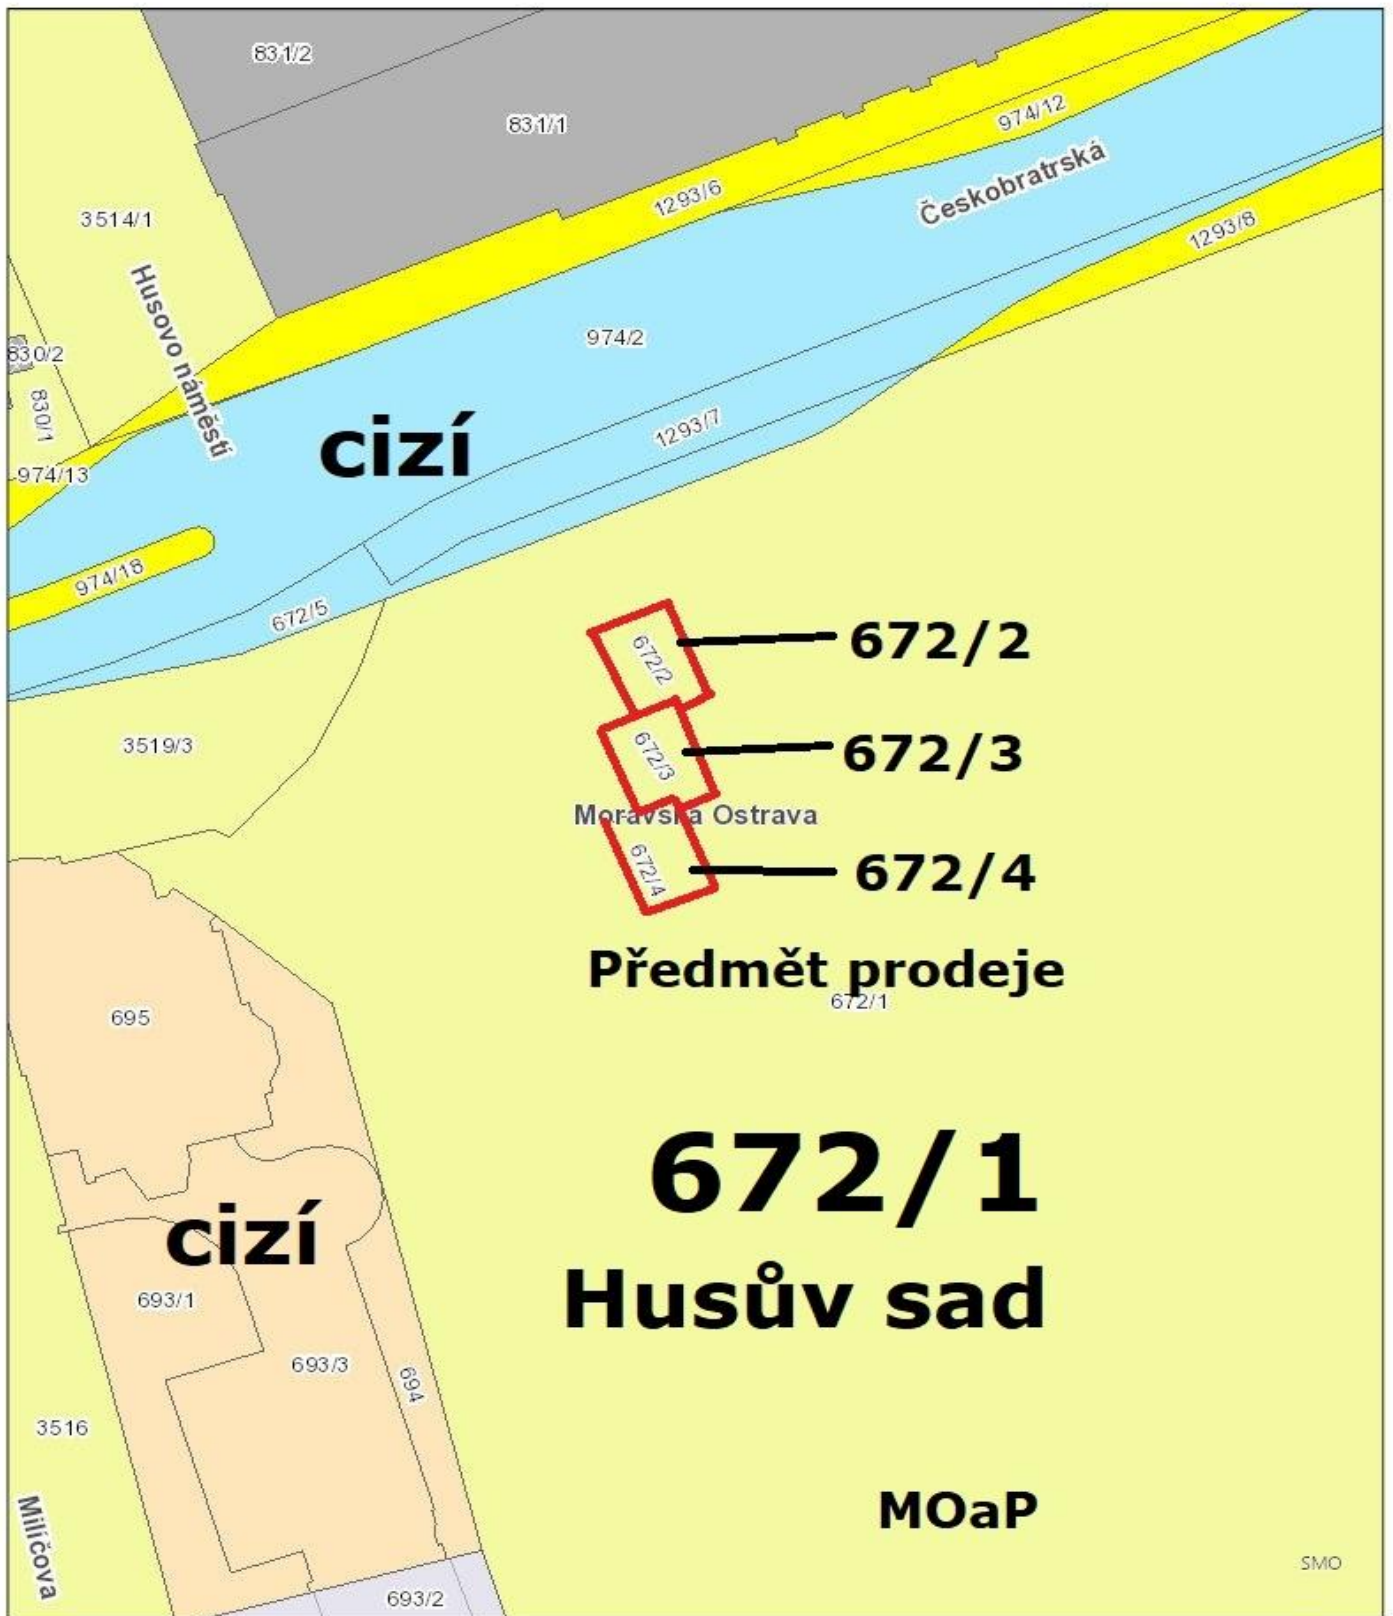 831/2
831/1
974/12
Českobratrská
1293/6
3514/1
1293/8
Husovo náměstí
974/2
830/2
830/1
1293/7
cizí
974/13
974/18
672/5
672/2
672/2
3519/3
672/3
672/3
Moravská Ostrava
672/4
672/4
Předmět prodeje
672/1
695
672/1
cizí
693/1
Husův sad
693/3
694
3516
Milíčova
MOaP
SMO
693/2